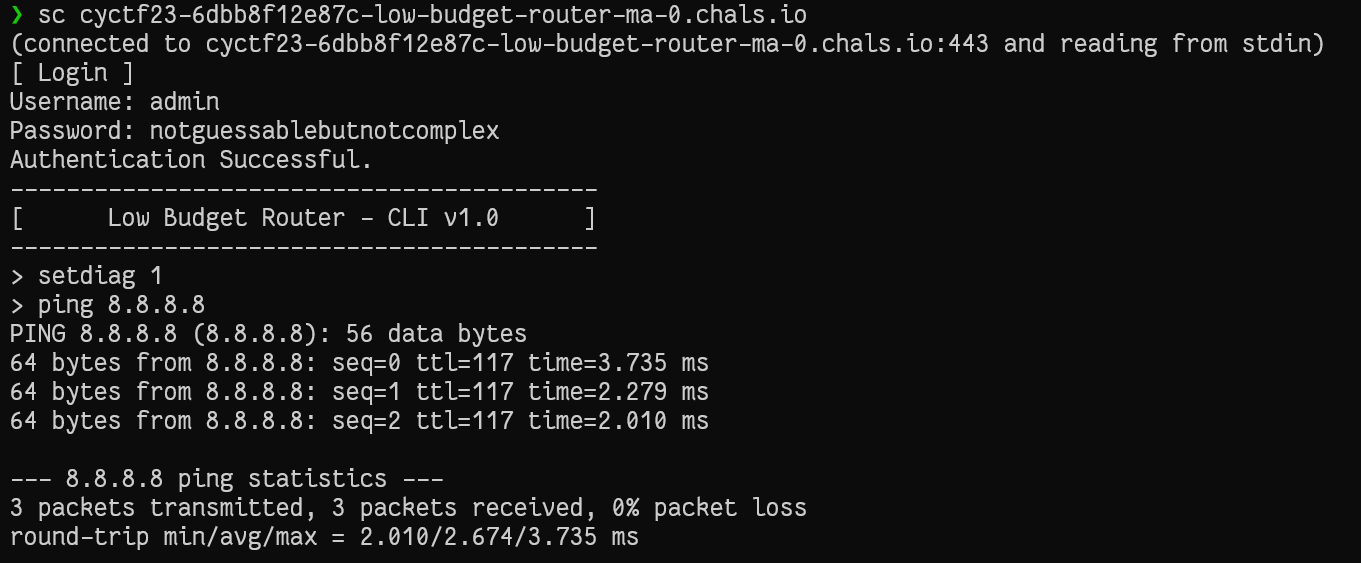 ❯ sc cyctf23-6dbb8f12e87c-low-budget-router-ma-0.chals.io
(connected to cyctf23-6dbb8f12e87c-low-budget-router-ma-0.chals.io:443 and reading from stdin)
[ Login ]
Username: admin
Password: notguessablebutnotcomplex
Authentication Successful.
------------------------------------------
[      Low Budget Router - CLI v1.0      ]
------------------------------------------
> setdiag 1
> ping 8.8.8.8
PING 8.8.8.8 (8.8.8.8): 56 data bytes
64 bytes from 8.8.8.8: seq=0 ttl=117 time=3.735 ms
64 bytes from 8.8.8.8: seq=1 ttl=117 time=2.279 ms
64 bytes from 8.8.8.8: seq=2 ttl=117 time=2.010 ms

--- 8.8.8.8 ping statistics ---
3 packets transmitted, 3 packets received, 0% packet loss
round-trip min/avg/max = 2.010/2.674/3.735 ms